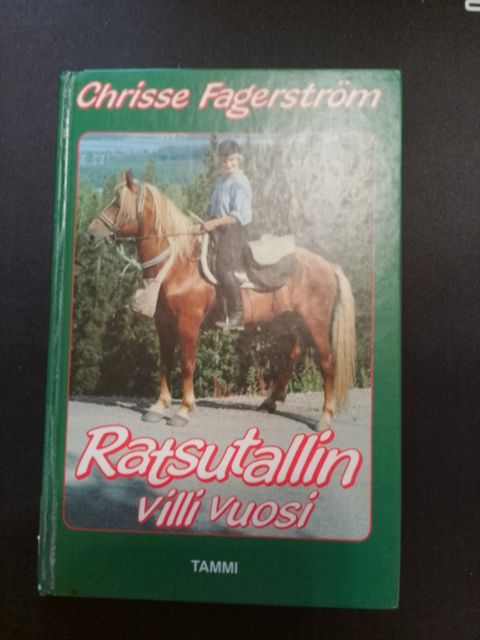 Chrisse Fagerström
Ratsutallin
villi vuosi
TAMMI